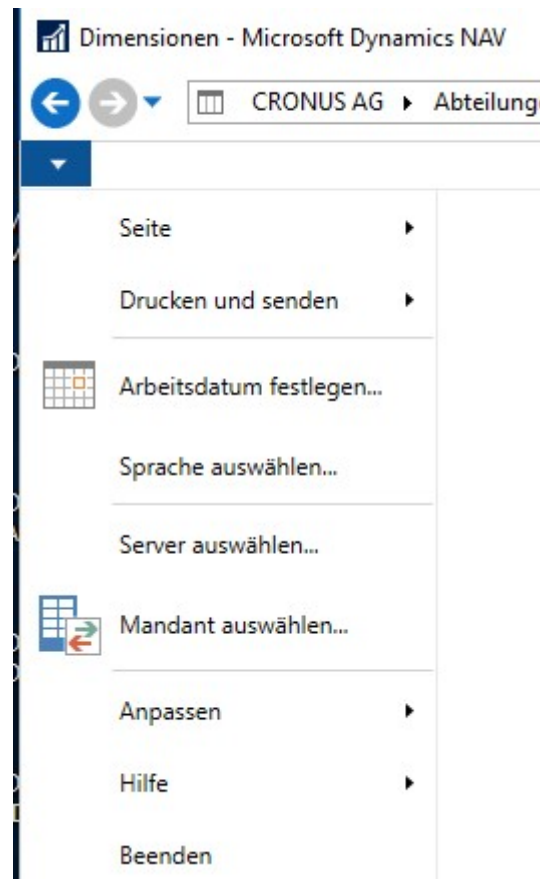 Dimensionen - Microsoft Dynamics NAV
CRONUS AG Abteilunge
Seite
Drucken und senden
Arbeitsdatum festlegen...
Sprache auswählen...
Server auswählen...
Mandant auswählen...
Anpassen
Hilfe
Beenden